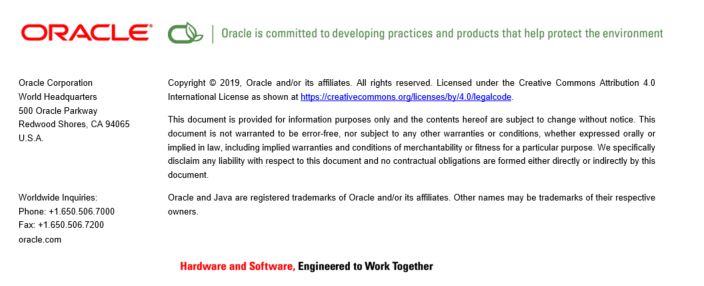 ORACLE® Oracle is committed to developing practices and products that help protect the environment
Oracle Corporation
World Headquarters
500 Oracle Parkway
Redwood Shores, CA 94065
U.S.A.
Copyright © 2019, Oracle and/or its affiliates. All rights reserved. Licensed under the Creative Commons Attribution 4.0
International License as shown at https://creativecommons.org/licenses/by/4.0/legalcode.
This document is provided for information purposes only and the contents hereof are subject to change without notice. This
document is not warranted to be error-free, nor subject to any other warranties or conditions, whether expressed orally or
implied in law, including implied warranties and conditions of merchantability or fitness for a particular purpose. We specifically
disclaim any liability with respect to this document and no contractual obligations are formed either directly or indirectly by this
document.
Worldwide Inquiries:
Phone: +1.650.506.7000
Fax: +1.650.506.7200
oracle.com
Oracle and Java are registered trademarks of Oracle and/or its affiliates. Other names may be trademarks of their respective
owners.
Hardware and Software, Engineered to Work Together